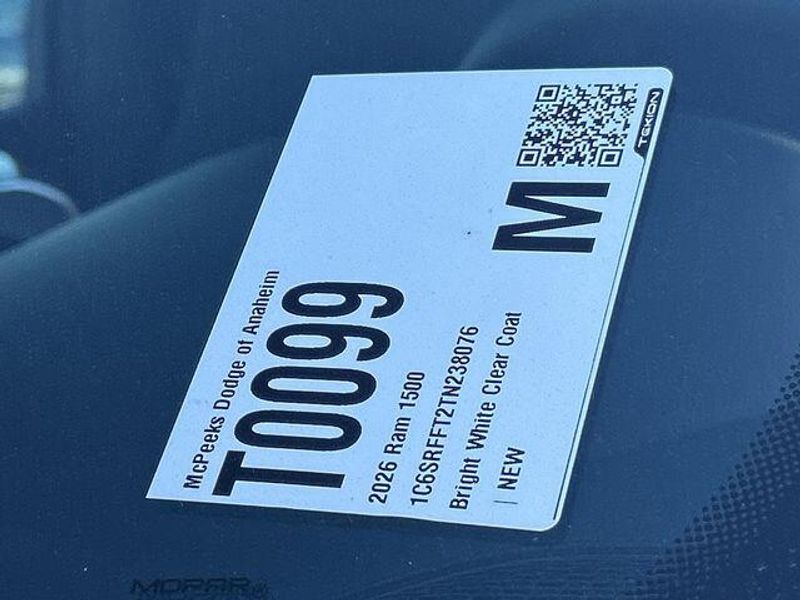 McPeeks Dodge of Anaheim
T0099
2026 Ram 1500
1C6SRFFT2TN238076
Bright White Clear Coat
| NEW
M
TEKION
MOPAR